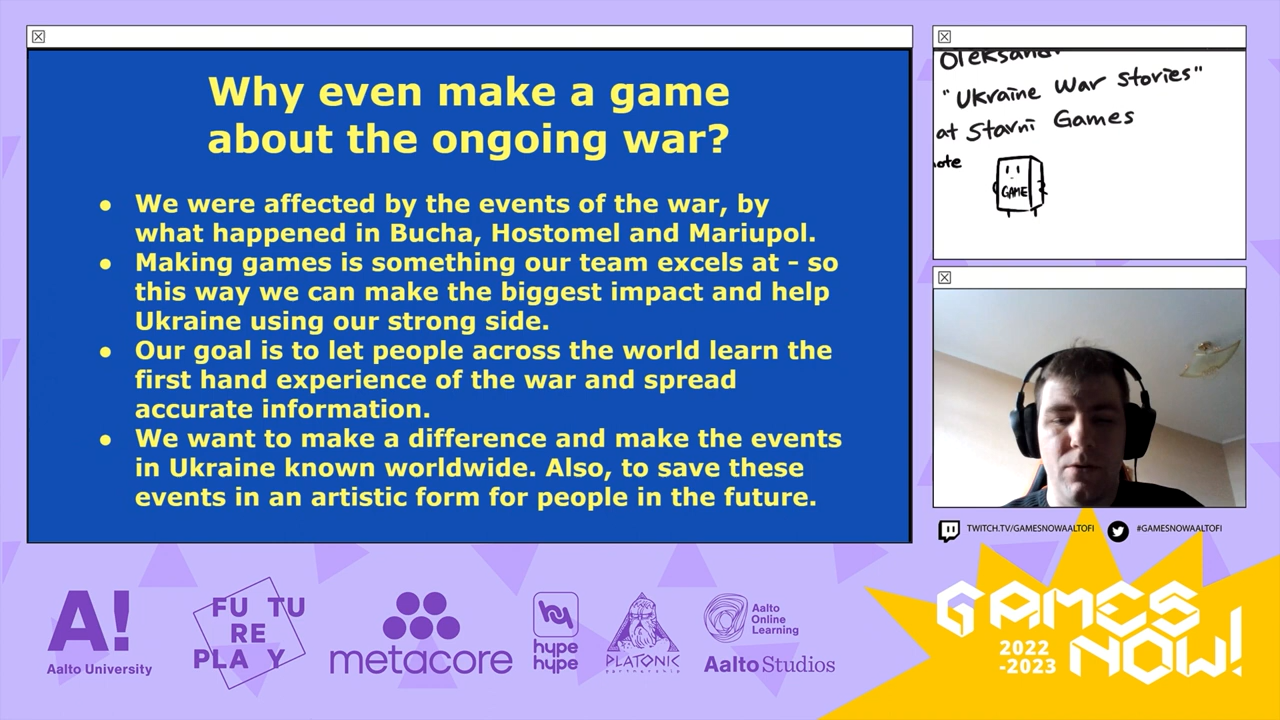 Why even make a game
about the ongoing war?
● We were affected by the events of the war, by
what happened in Bucha, Hostomel and Mariupol.
● Making games is something our team excels at - so
this way we can make the biggest impact and help
Ukraine using our strong side.
● Our goal is to let people across the world learn the
first hand experience of the war and spread
accurate information.
● We want to make a difference and make the events
in Ukraine known worldwide. Also, to save these
events in an artistic form for people in the future.
"Ukraine War Stories"
at Starni Games
GAME
TWITCH.TV/GAMESNOWAALTOFI
#GAMESNOWAALTOFI
A!
Aalto University
FU TU
RE
PLA Y
metacore
hype
hype
PLATONIC
partnership
Aalto
Online
Learning
Aalto Studios
GAMES
NOW!
2022
-2023